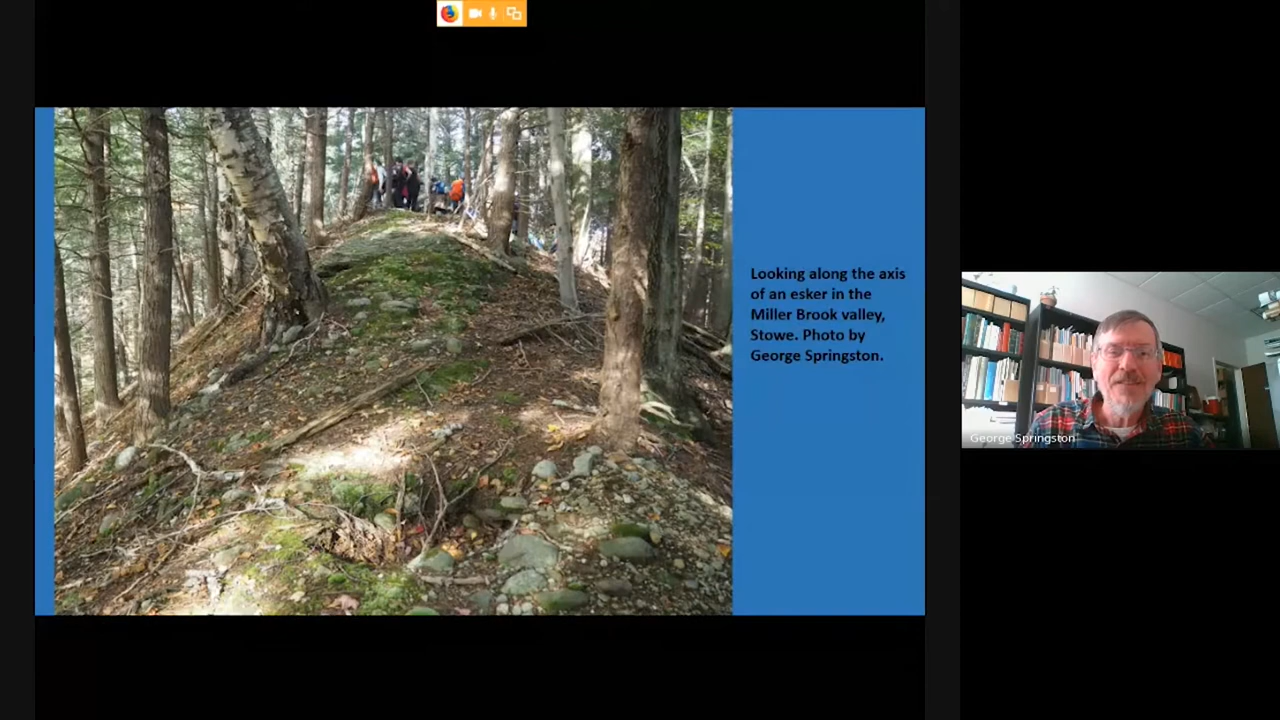 Looking along the axis
of an esker in the
Miller Brook valley,
Stowe. Photo by
George Springston.
George Springston